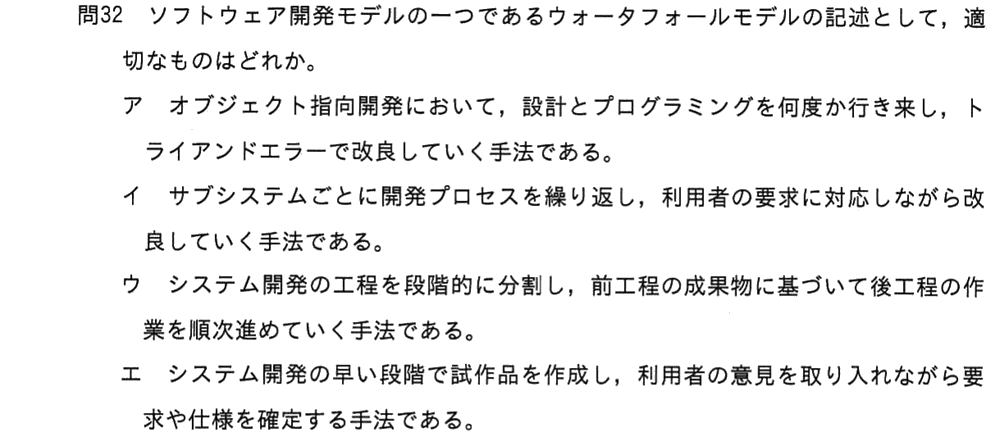 問32 ソフトウェア開発モデルの一つであるウォータフォールモデルの記述として，適
切なものはどれか。
ア オブジェクト指向開発において，設計とプログラミングを何度か行き来し，ト
ライアンドエラーで改良していく手法である。
イ サブシステムごとに開発プロセスを繰り返し，利用者の要求に対応しながら改
良していく手法である。
ウ システム開発の工程を段階的に分割し，前工程の成果物に基づいて後工程の作
業を順次進めていく手法である。
エ システム開発の早い段階で試作品を作成し，利用者の意見を取り入れながら要
求や仕様を確定する手法である。